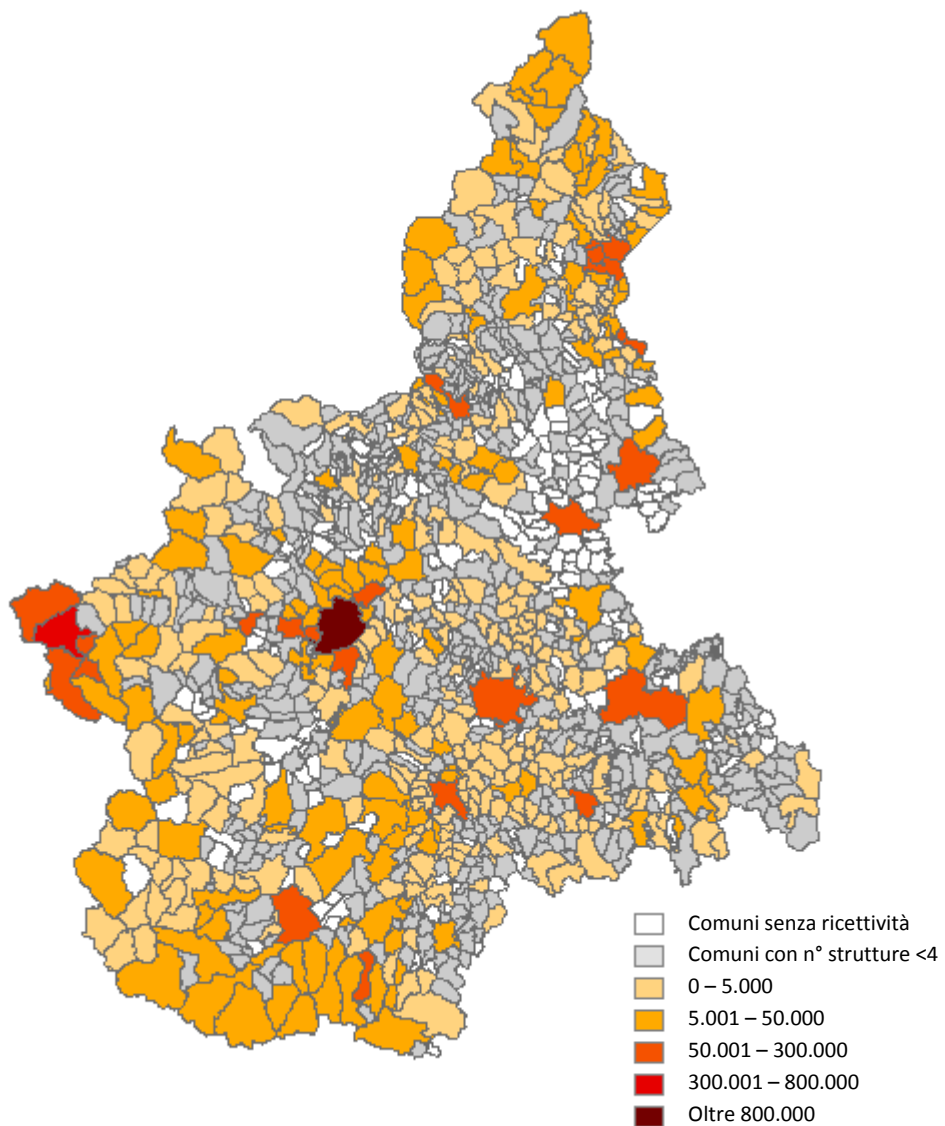 Comuni senza ricettività
Comuni con n° strutture <4
0 – 5.000
5.001 – 50.000
50.001 – 300.000
300.001 – 800.000
Oltre 800.000